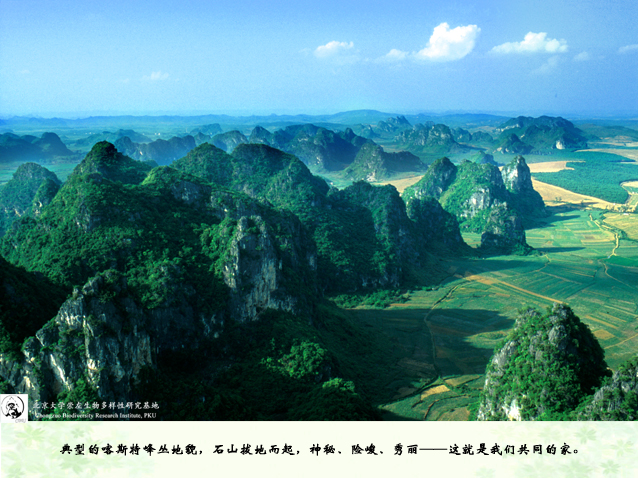 北京大学崇左生物多样性研究基地
Chongzuo Biodiversity Research Institute, PKU
典型的喀斯特峰丛地貌，石山拔地而起，神秘、险峻、秀丽——这就是我们共同的家。